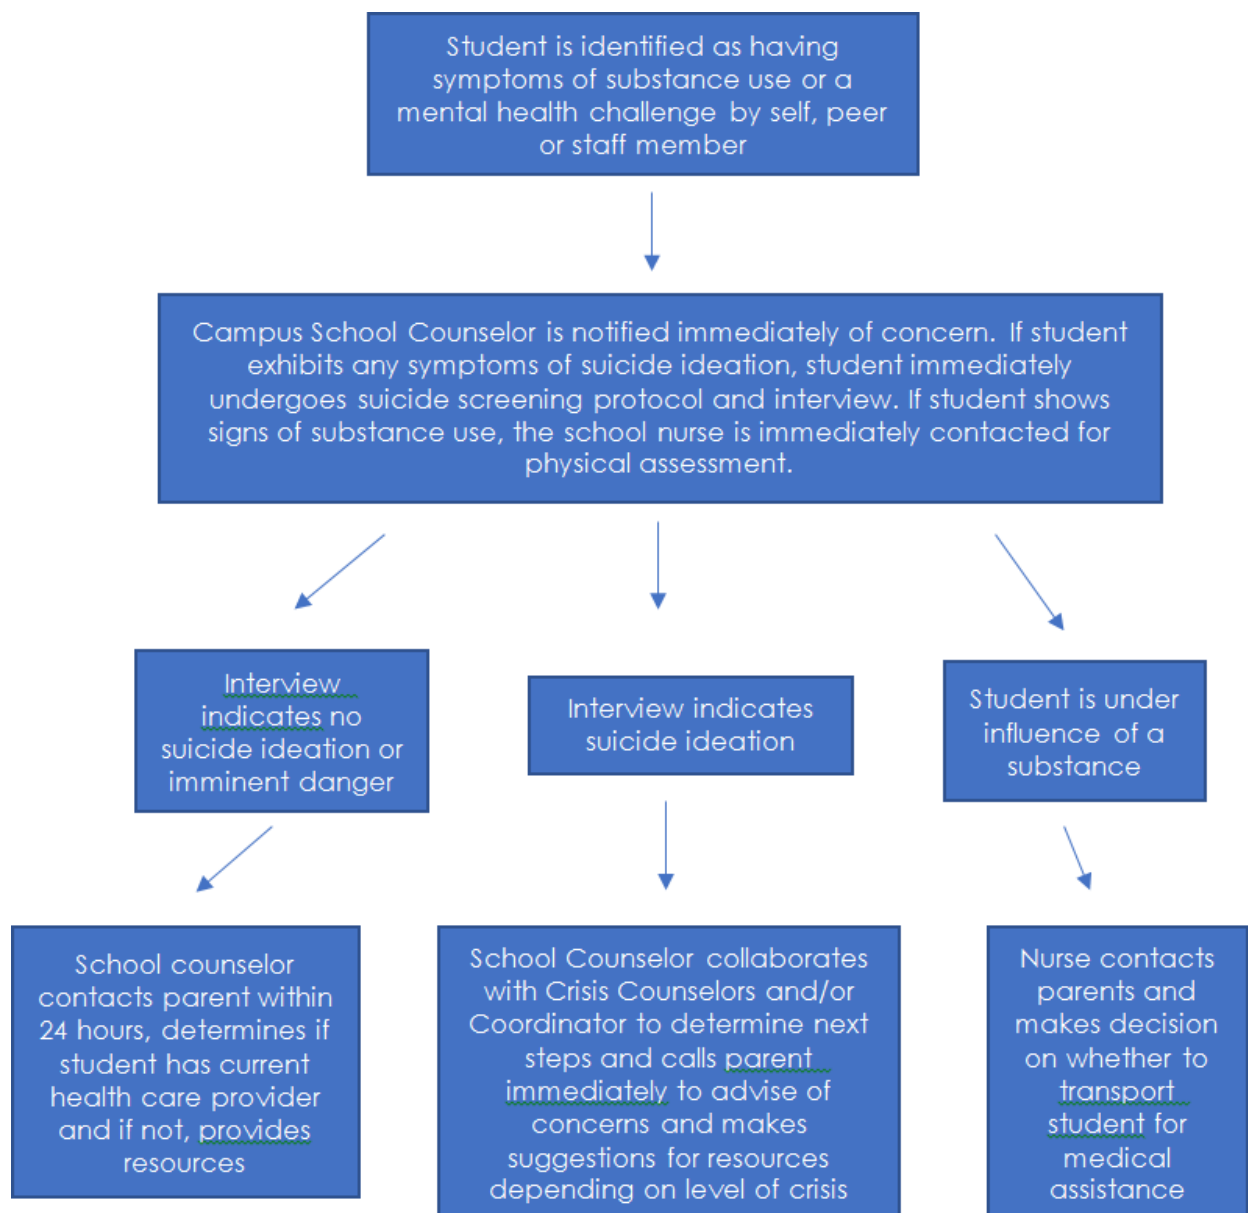 Student is identified as having
symptoms of substance use or a
mental health challenge by self, peer
or staff member
Campus School Counselor is notified immediately of concern. If student
exhibits any symptoms of suicide ideation, student immediately
undergoes suicide screening protocol and interview. If student shows
signs of substance use, the school nurse is immediately contacted for
physical assessment.
Interview
indicates no
suicide ideation or
imminent danger
Interview indicates
suicide ideation
Student is under
influence of a
substance
School counselor
contacts parent within
24 hours, determines if
student has current
health care provider
and if not, provides
resources
School Counselor collaborates
with Crisis Counselors and/or
Coordinator to determine next
steps and calls parent
immediately to advise of
concerns and makes
suggestions for resources
depending on level of crisis
Nurse contacts
parents and
makes decision
on whether to
transport
student for
medical
assistance